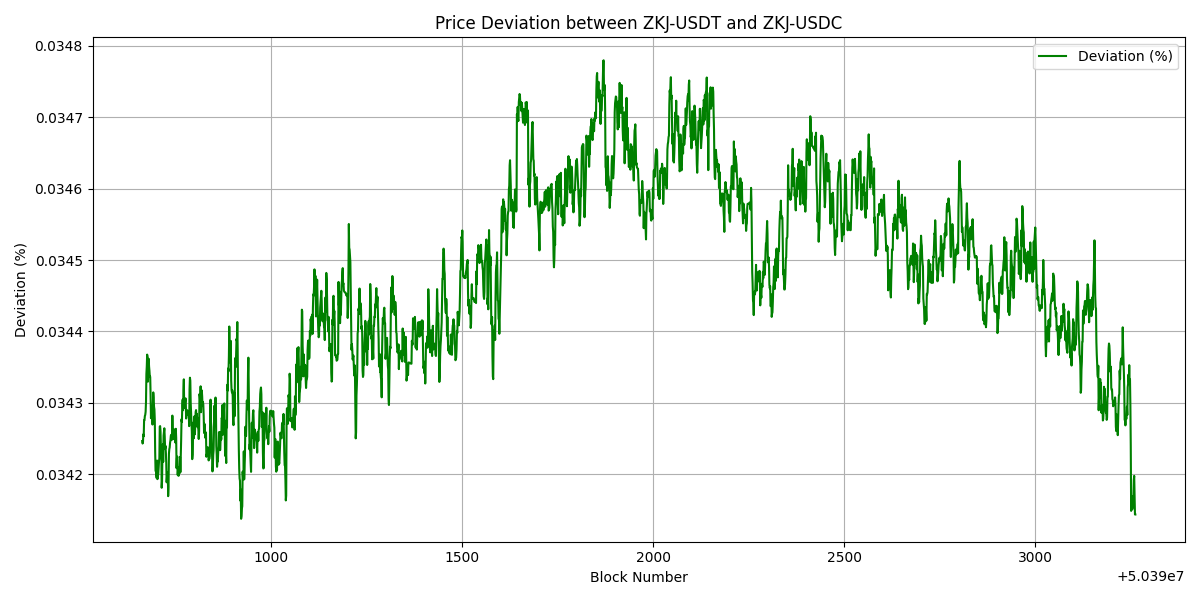 Price Deviation between ZKJ-USDT and ZKJ-USDC
Deviation (%)
0.0348
0.0347
0.0346
0.0345
0.0344
0.0343
0.0342
Deviation (%)
1000 1500 2000 2500 3000
+5.039e7
Block Number